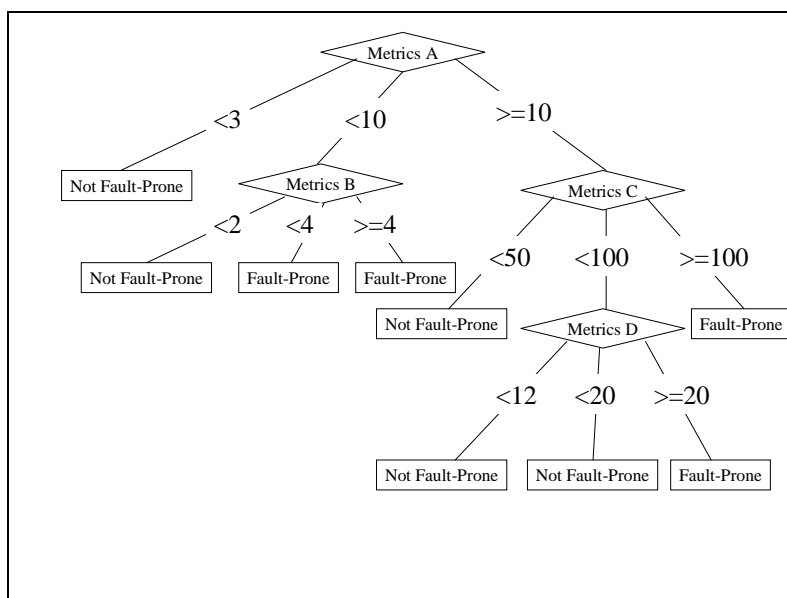 Metrics A
<3
<10
>=10
Not Fault-Prone
Metrics B
Metrics C
<2
<4
>=4
<50
<100
>=100
Not Fault-Prone
Fault-Prone
Fault-Prone
Not Fault-Prone
Metrics D
Fault-Prone
<12
<20
>=20
Not Fault-Prone
Not Fault-Prone
Fault-Prone